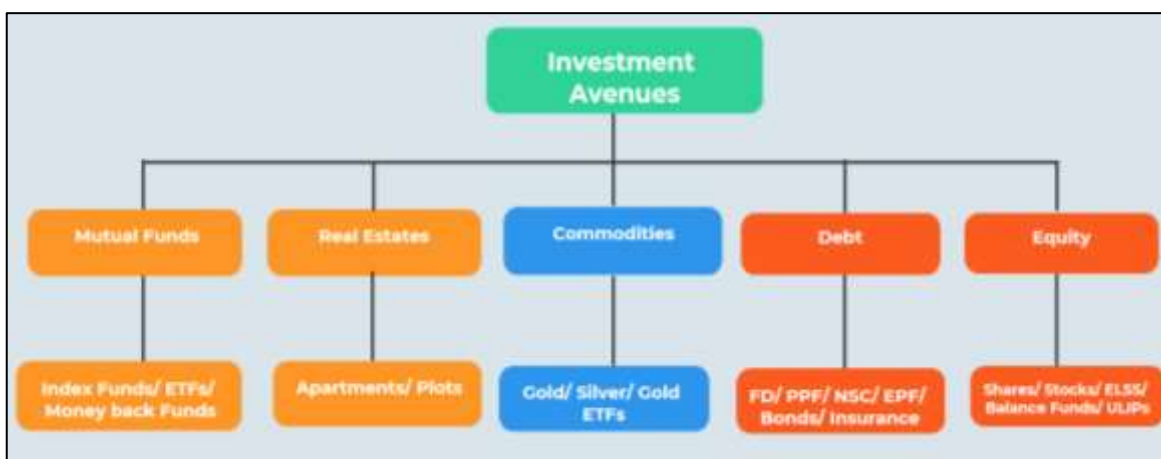 Investment
Avenues
Mutual Funds
Real Estates
Commodities
Debt
Equity
Index Funds/ ETFs/
Money back Funds
Apartments/ Plots
Gold/ Silver/ Gold
ETFs
FD/ PPF/ NSC/ EPF/
Bonds/ Insurance
Shares/ Stocks/ ELSS/
Balance Funds/ ULIPs